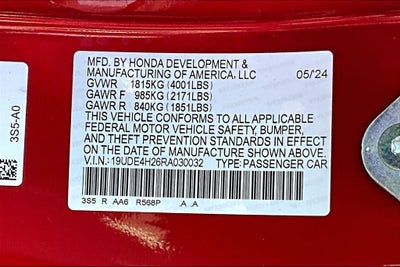 MFD. BY HONDA DEVELOPMENT &
MANUFACTURING OF AMERICA, LLC 05/24
GVWR 1815KG (4001LBS)
GAWR F 985KG (2171LBS)
GAWR R 840KG (1851LBS)
THIS VEHICLE CONFORMS TO ALL APPLICABLE
FEDERAL MOTOR VEHICLE SAFETY, BUMPER,
AND THEFT PREVENTION STANDARDS IN EFFECT
ON THE DATE OF MANUFACTURE SHOWN ABOVE.
V.I.N.: 19UDE4H26RA030032 TYPE: PASSENGER CAR
3S5 R AA6 R568P A A
3S5-A0